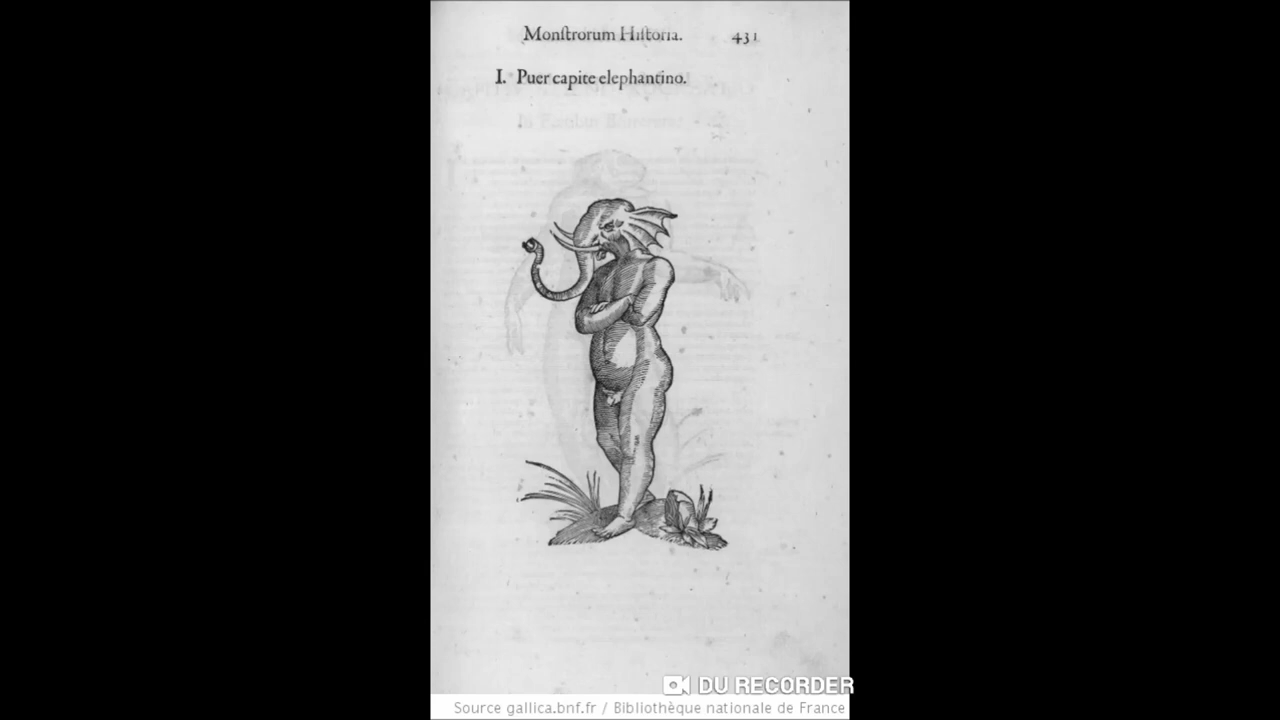 Monſtrorum Hiſtoria. 431
I. Puer capite elephantino.
DU RECORDER
Source gallica.bnf.fr / Bibliothèque nationale de France